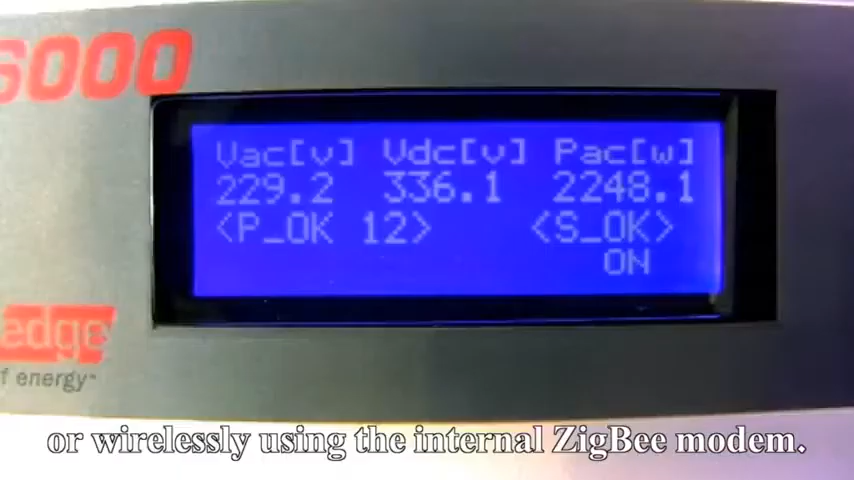 6000
Vac[v] Vdc[v] Pac[w]
229.2 336.1 2248.1
<P_OK 12> <S_OK>
ON
edge
of energy™
or wirelessly using the internal ZigBee modem.